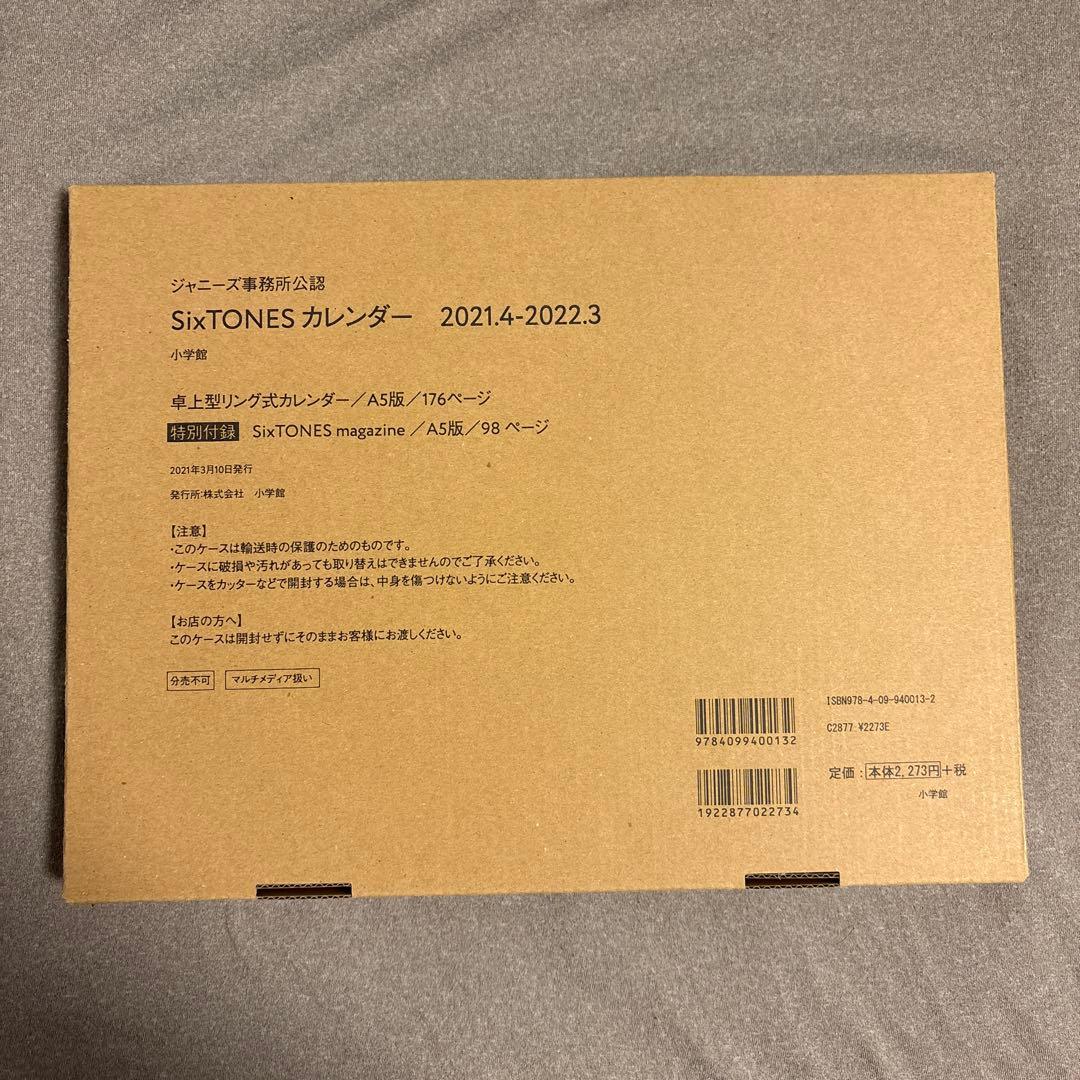 ジャニーズ事務所公認
SixTONES カレンダー 2021.4-2022.3
小学館
卓上型リング式カレンダー／A5版／176ページ
特別付録 SixTONES magazine ／A5版／98 ページ
2021年3月10日発行
発行所:株式会社 小学館
【注意】
・このケースは輸送時の保護のためのものです。
・ケースに破損や汚れがあっても取り替えはできませんのでご了承ください。
・ケースをカッターなどで開封する場合は、中身を傷つけないようにご注意ください。
【お店の方へ】
このケースは開封せずにそのままお客様にお渡しください。
分売不可 マルチメディア扱い
9784099400132
ISBN978-4-09-940013-2
C2877 ¥2273E
1922877022734
定価：本体2,273円+税
小学館